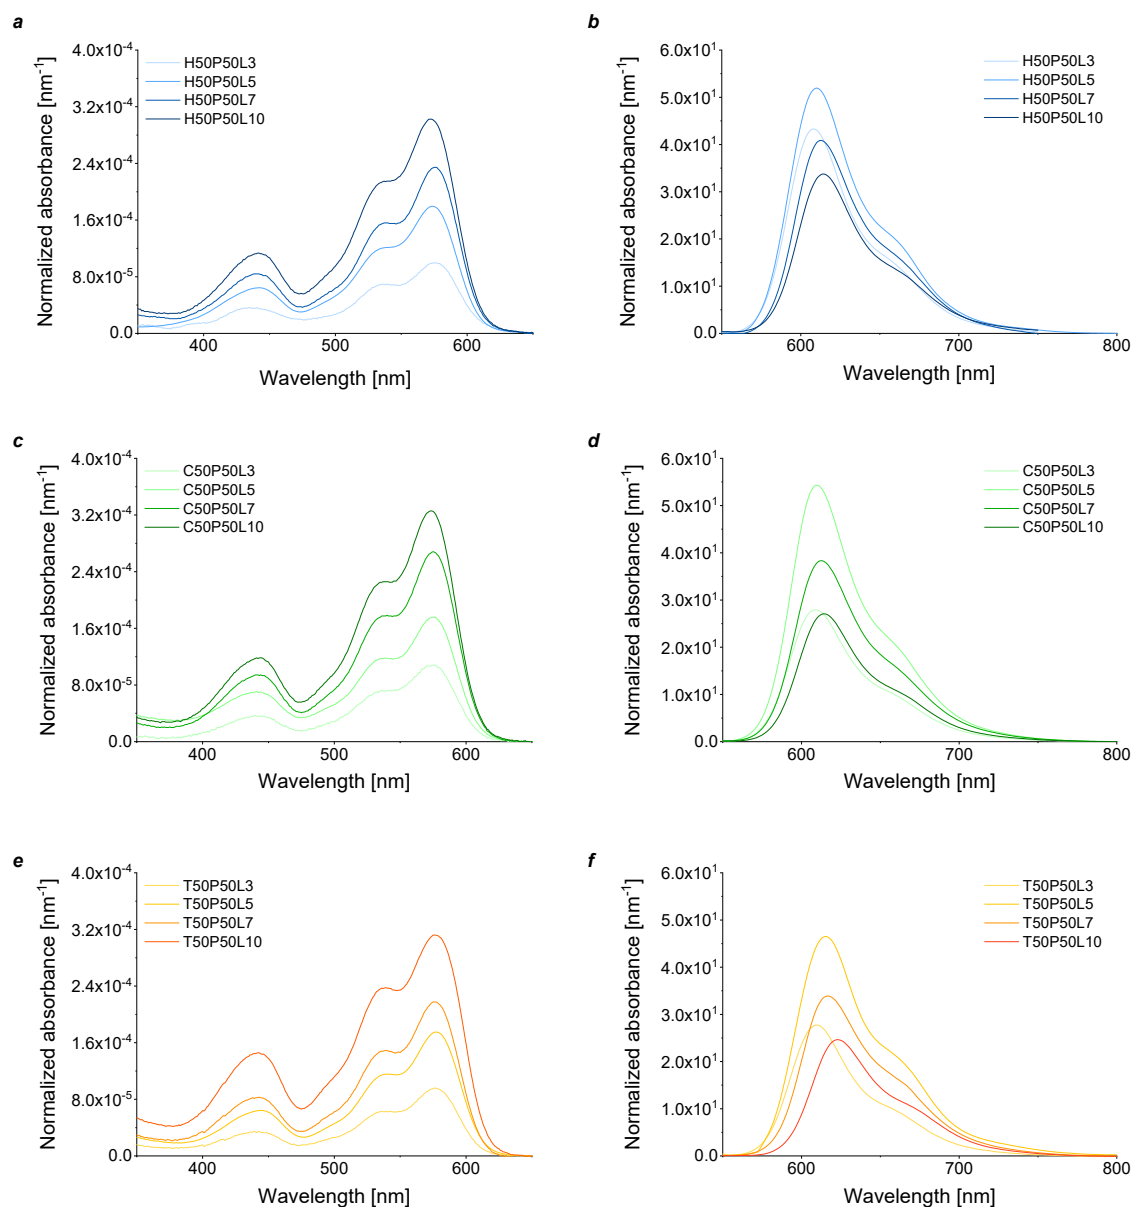 a
Normalized absorbance [nm⁻¹]
4.0x10⁻⁴
3.2x10⁻⁴
2.4x10⁻⁴
1.6x10⁻⁴
8.0x10⁻⁵
0.0
H50P50L3
H50P50L5
H50P50L7
H50P50L10
400 500 600
Wavelength [nm]
b
Normalized absorbance [nm⁻¹]
6.0x10¹
5.0x10¹
4.0x10¹
3.0x10¹
2.0x10¹
1.0x10¹
0.0
H50P50L3
H50P50L5
H50P50L7
H50P50L10
600 700 800
Wavelength [nm]
c
Normalized absorbance [nm⁻¹]
4.0x10⁻⁴
3.2x10⁻⁴
2.4x10⁻⁴
1.6x10⁻⁴
8.0x10⁻⁵
0.0
C50P50L3
C50P50L5
C50P50L7
C50P50L10
400 500 600
Wavelength [nm]
d
Normalized absorbance [nm⁻¹]
6.0x10¹
5.0x10¹
4.0x10¹
3.0x10¹
2.0x10¹
1.0x10¹
0.0
C50P50L3
C50P50L5
C50P50L7
C50P50L10
600 700 800
Wavelength [nm]
e
Normalized absorbance [nm⁻¹]
4.0x10⁻⁴
3.2x10⁻⁴
2.4x10⁻⁴
1.6x10⁻⁴
8.0x10⁻⁵
0.0
T50P50L3
T50P50L5
T50P50L7
T50P50L10
400 500 600
Wavelength [nm]
f
Normalized absorbance [nm⁻¹]
6.0x10¹
5.0x10¹
4.0x10¹
3.0x10¹
2.0x10¹
1.0x10¹
0.0
T50P50L3
T50P50L5
T50P50L7
T50P50L10
600 700 800
Wavelength [nm]